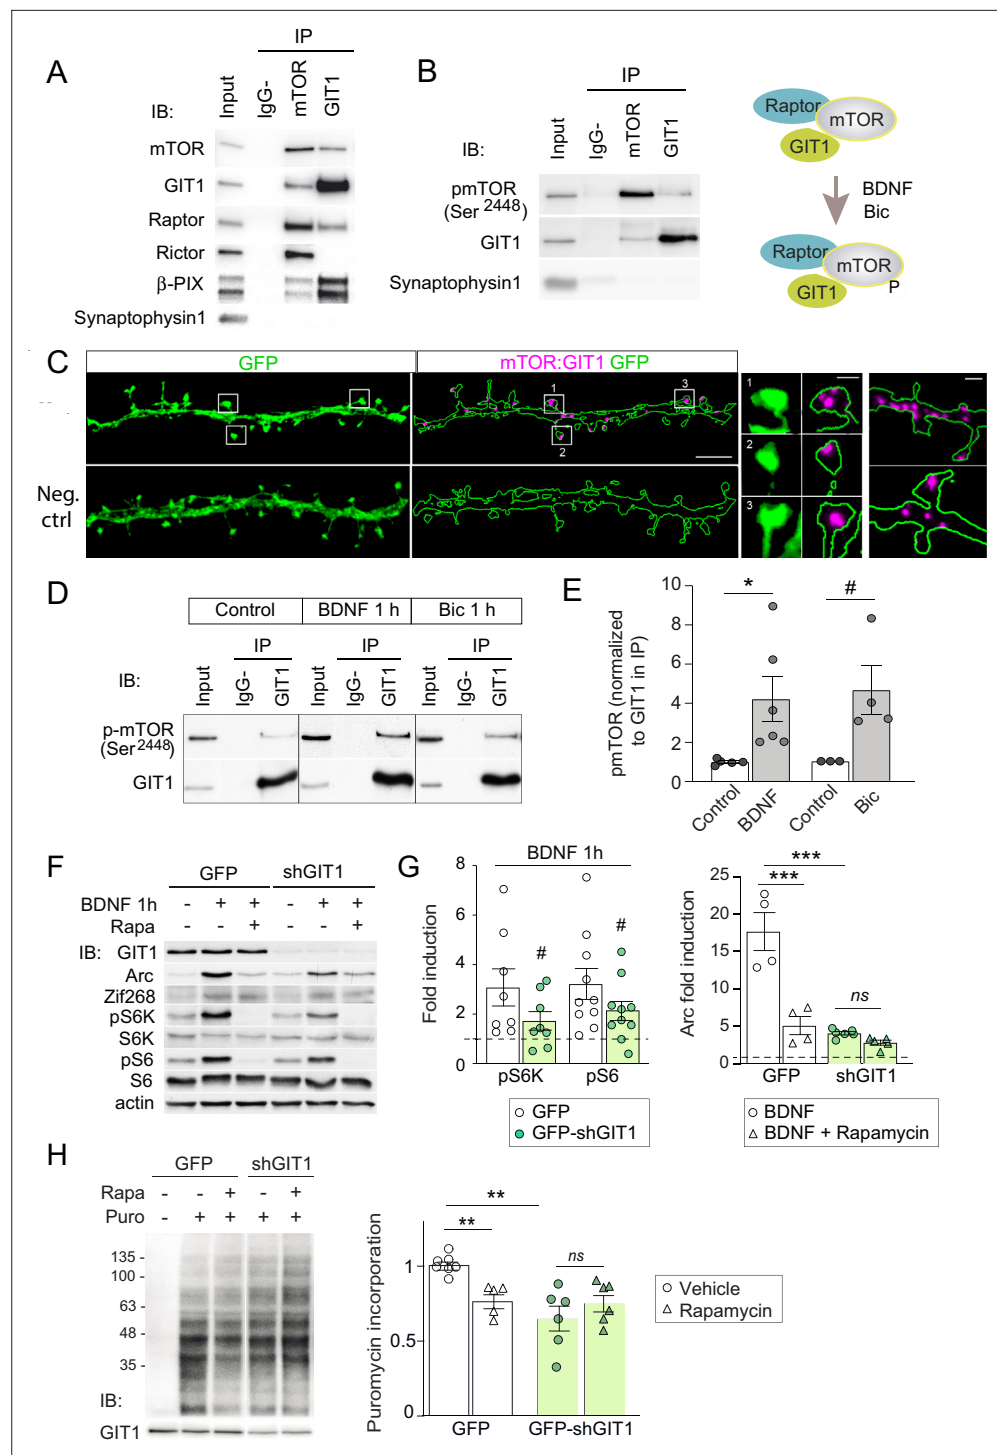 A
IP
IB:
Input
IgG-
mTOR
GIT1
mTOR
GIT1
Raptor
Rictor
β-PIX
Synaptophysin1
B
IP
IB:
Input
IgG-
mTOR
GIT1
pmTOR
(Ser 2448)
GIT1
Synaptophysin1
Raptor
mTOR
GIT1
BDNF
Bic
Raptor
mTOR
GIT1
P
C
GFP
mTOR:GIT1 GFP
1
3
2
1
2
3
Neg.
ctrl
D
Control
BDNF 1 h
Bic 1 h
IP
IP
IP
IB:
Input
IgG-
GIT1
Input
IgG-
GIT1
Input
IgG-
GIT1
p-mTOR
(Ser2448)
GIT1
E
pmTOR (normalized
to GIT1 in IP)
10
8
6
4
2
0
*
#
Control
BDNF
Control
Bic
F
GFP
shGIT1
BDNF 1h - + + - + +
Rapa - - + - - +
IB: GIT1
Arc
Zif268
pS6K
S6K
pS6
S6
actin
G
BDNF 1h
Fold induction
8
6
4
2
0
#
#
pS6K
pS6
GFP
GFP-shGIT1
Arc fold induction
25
20
15
10
5
0
***
***
ns
GFP
shGIT1
BDNF
BDNF + Rapamycin
H
GFP
shGIT1
Rapa - - + - +
Puro - + + + +
135 -
100 -
63 -
48 -
35 -
IB:
GIT1
Puromycin incorporation
1
0.5
0
**
**
ns
GFP
GFP-shGIT1
Vehicle
Rapamycin